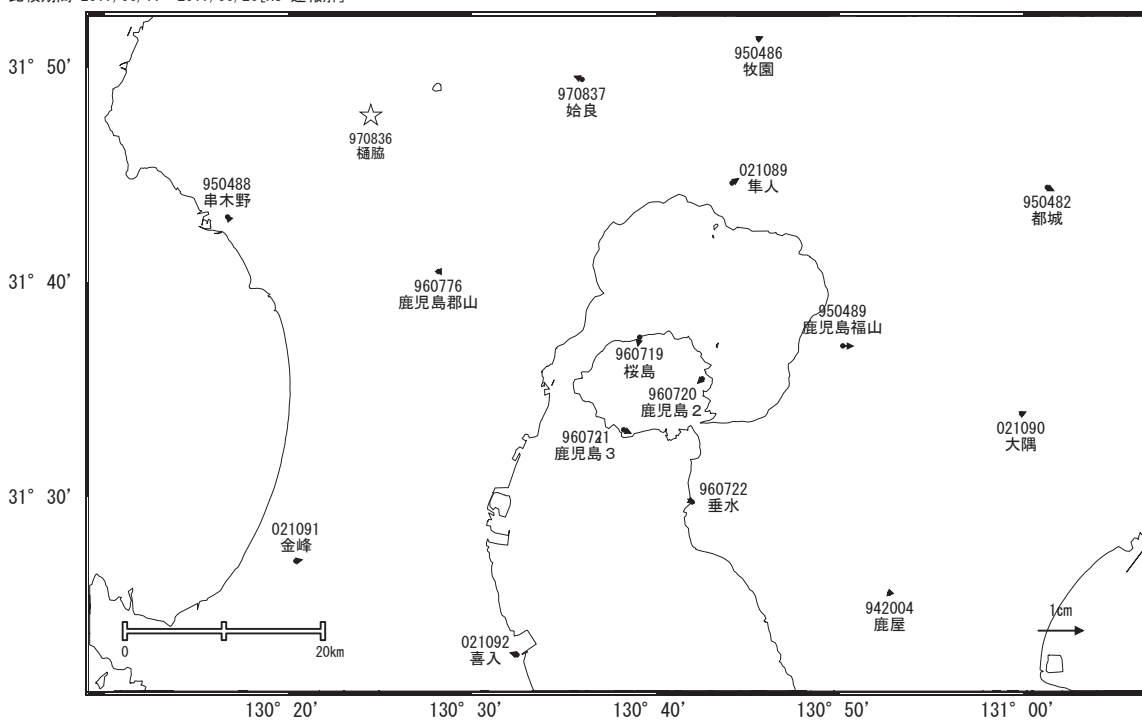 31° 50′
31° 40′
31° 30′
950486
牧園
970837
姶良
970836
樋脇
021089
隼人
950488
串木野
950482
都城
960776
鹿児島郡山
950489
鹿児島福山
960719
桜島
960720
鹿児島２
960721
鹿児島３
021090
大隅
960722
垂水
021091
金峰
942004
鹿屋
1cm
021092
喜入
0 20km
130° 20′ 130° 30′ 130° 40′ 130° 50′ 131° 00′